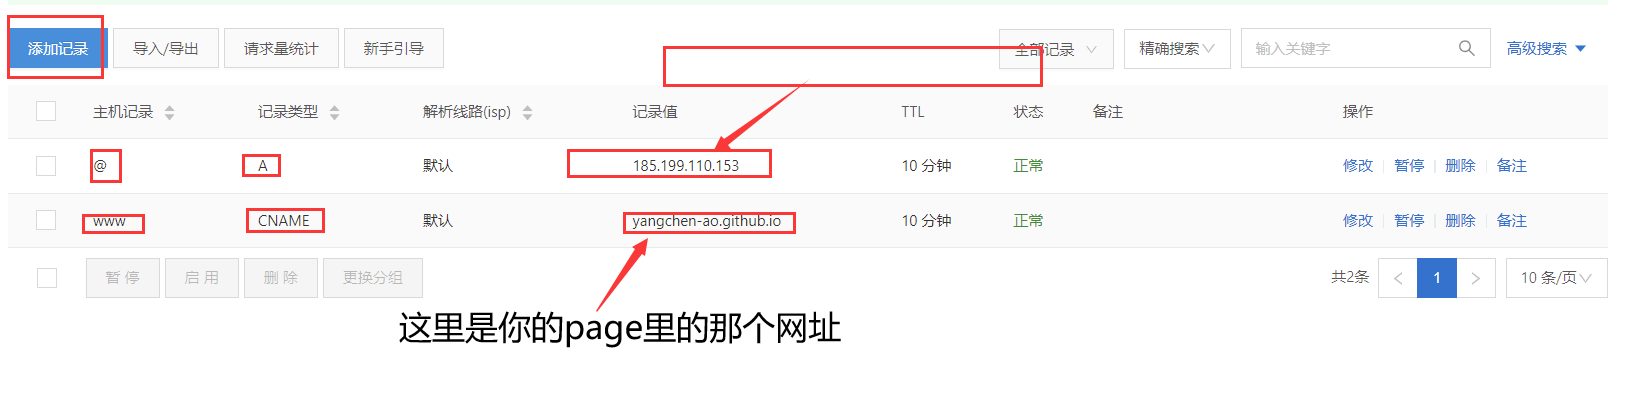 添加记录 导入/导出 请求量统计 新手引导 全部记录 精确搜索 输入关键字 高级搜索
主机记录 记录类型 解析线路(isp) 记录值 TTL 状态 备注 操作
@ A 默认 185.199.110.153 10 分钟 正常 修改 暂停 删除 备注
www CNAME 默认 yangchen-ao.github.io 10 分钟 正常 修改 暂停 删除 备注
暂 停 启 用 删 除 更换分组 共2条 < 1 > 10 条/页
这里是你的page里的那个网址